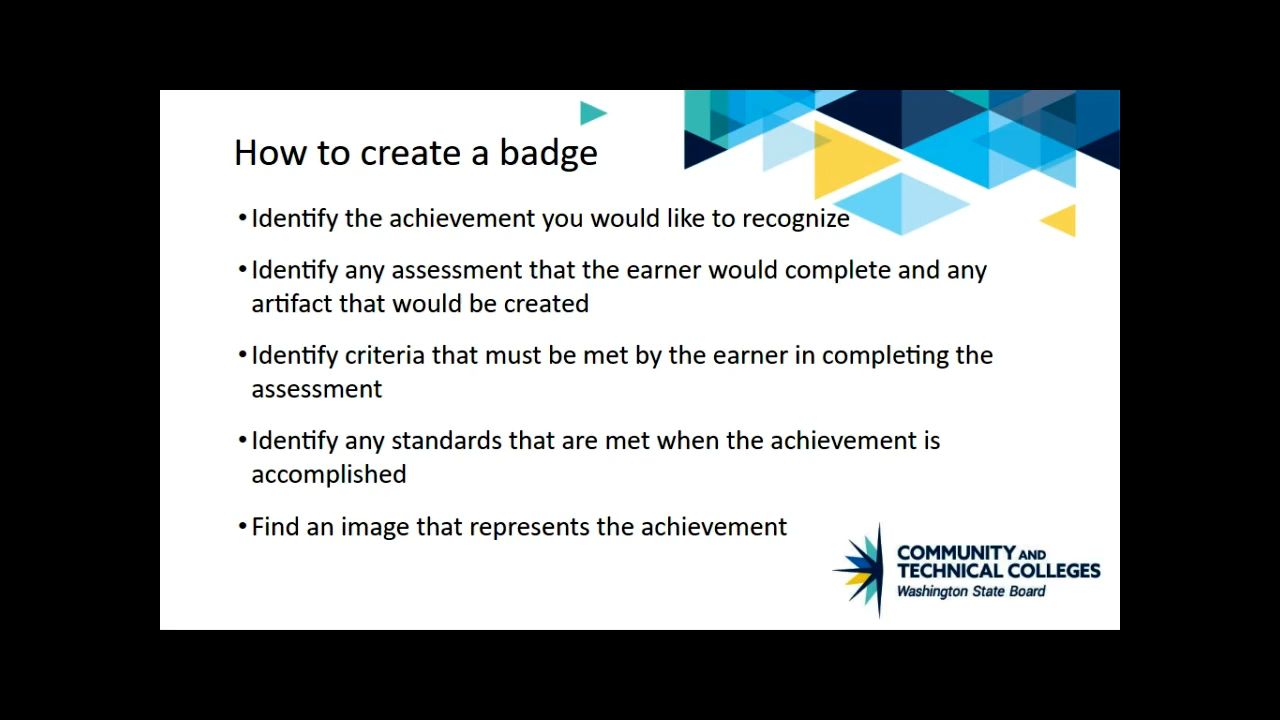 How to create a badge
• Identify the achievement you would like to recognize
• Identify any assessment that the earner would complete and any
artifact that would be created
• Identify criteria that must be met by the earner in completing the
assessment
• Identify any standards that are met when the achievement is
accomplished
• Find an image that represents the achievement
COMMUNITY AND
TECHNICAL COLLEGES
Washington State Board